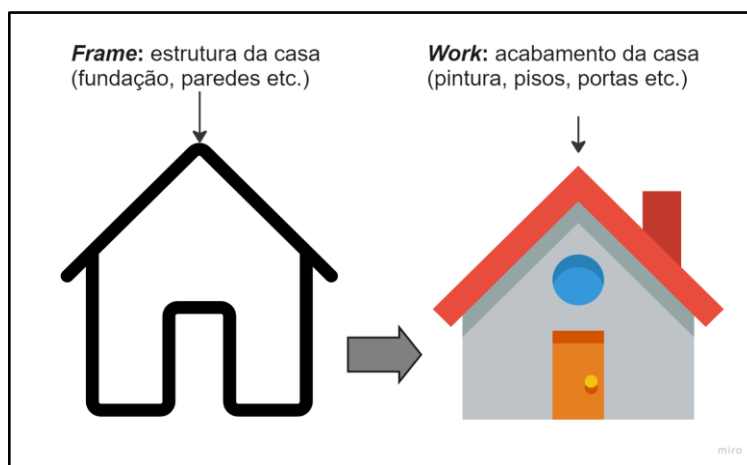 Frame: estrutura da casa
(fundação, paredes etc.)
Work: acabamento da casa
(pintura, pisos, portas etc.)
miro